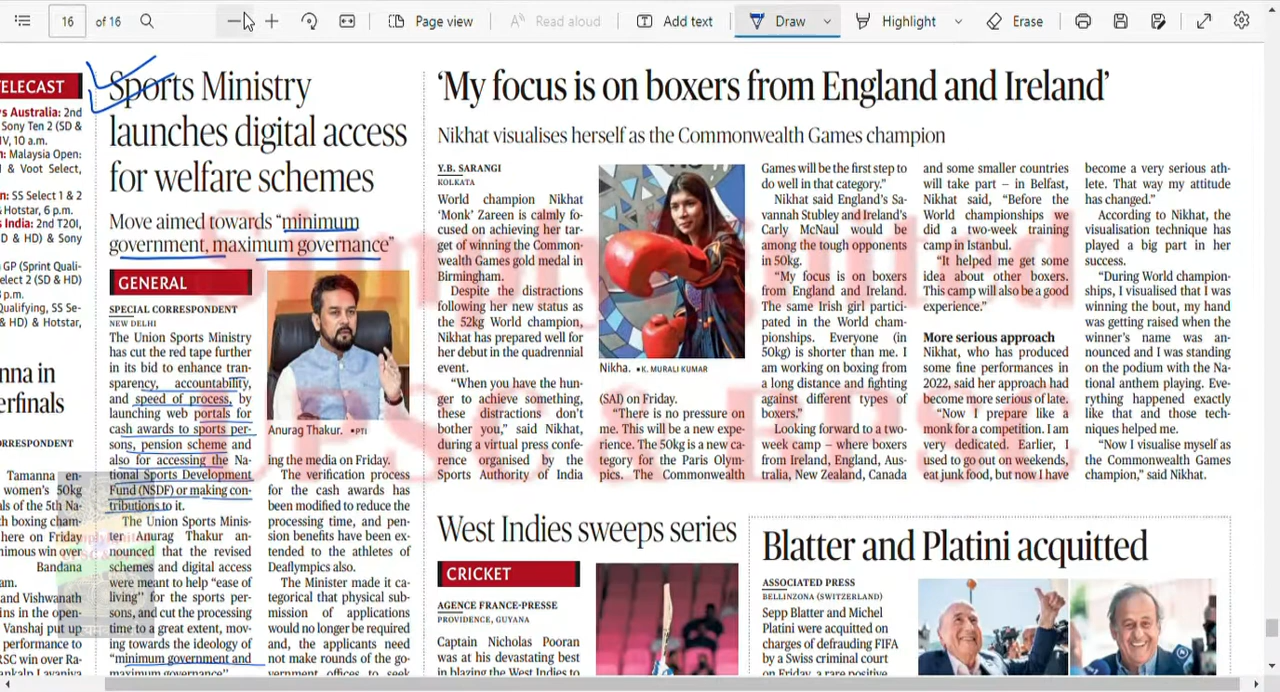 16 of 16 Page view Read aloud Add text Draw Highlight Erase
ELECAST
s Australia: 2nd
Sony Ten 2 (SD &
V, 10 a.m.
n: Malaysia Open:
& Voot Select,
n: SS Select 1 & 2
Hotstar, 6 p.m.
s India: 2nd T20I,
D & HD) & Sony
GP (Sprint Quali-
elect 2 (SD & HD)
p.m.
Qualifying, SS Se-
& HD) & Hotstar,
nna in
erfinals
ORRESPONDENT
Tamanna en-
women's 50kg
als of the 5th Na-
h boxing cham-
here on Friday
nimous win over
Bandana
am.
and Vishwanath
ins in the open-
Vanshaj put up
performance to
RSC win over Ra-
nkalp Lavaniya
Sports Ministry
launches digital access
for welfare schemes
Move aimed towards “minimum
government, maximum governance”
GENERAL
SPECIAL CORRESPONDENT
NEW DELHI
The Union Sports Ministry
has cut the red tape further
in its bid to enhance tran-
sparency, accountability,
and speed of process, by
launching web portals for
cash awards to sports per-
sons, pension scheme and
also for accessing the Na-
tional Sports Development
Fund (NSDF) or making con-
tributions to it.
The Union Sports Minis-
ter Anurag Thakur an-
nounced that the revised
schemes and digital access
were meant to help “ease of
living” for the sports per-
sons, and cut the processing
time to a great extent, mov-
ing towards the ideology of
“minimum government and
maximum governance”
Anurag Thakur. •PTI
ing the media on Friday.
The verification process
for the cash awards has
been modified to reduce the
processing time, and pen-
sion benefits have been ex-
tended to the athletes of
Deaflympics also.
The Minister made it ca-
tegorical that physical sub-
mission of applications
would no longer be required
and, the applicants need
not make rounds of the go-
vernment offices to seek
‘My focus is on boxers from England and Ireland’
Nikhat visualises herself as the Commonwealth Games champion
Y.B. SARANGI
KOLKATA
World champion Nikhat
‘Monk’ Zareen is calmly fo-
cused on achieving her tar-
get of winning the Common-
wealth Games gold medal in
Birmingham.
Despite the distractions
following her new status as
the 52kg World champion,
Nikhat has prepared well for
her debut in the quadrennial
event.
“When you have the hun-
ger to achieve something,
these distractions don’t
bother you,” said Nikhat,
during a virtual press confe-
rence organised by the
Sports Authority of India
Nikha. •K. MURALI KUMAR
(SAI) on Friday.
“There is no pressure on
me. This will be a new expe-
rience. The 50kg is a new ca-
tegory for the Paris Olym-
pics. The Commonwealth
Games will be the first step to
do well in that category.”
Nikhat said England’s Sa-
vannah Stubley and Ireland’s
Carly McNaul would be
among the tough opponents
in 50kg.
“My focus is on boxers
from England and Ireland.
The same Irish girl partici-
pated in the World cham-
pionships. Everyone (in
50kg) is shorter than me. I
am working on boxing from
a long distance and fighting
against different types of
boxers.”
Looking forward to a two-
week camp – where boxers
from Ireland, England, Aus-
tralia, New Zealand, Canada
and some smaller countries
will take part – in Belfast,
Nikhat said, “Before the
World championships we
did a two-week training
camp in Istanbul.
“It helped me get some
idea about other boxers.
This camp will also be a good
experience.”
More serious approach
Nikhat, who has produced
some fine performances in
2022, said her approach had
become more serious of late.
“Now I prepare like a
monk for a competition. I am
very dedicated. Earlier, I
used to go out on weekends,
eat junk food, but now I have
become a very serious ath-
lete. That way my attitude
has changed.”
According to Nikhat, the
visualisation technique has
played a big part in her
success.
“During World champion-
ships, I visualised that I was
winning the bout, my hand
was getting raised when the
winner’s name was an-
nounced and I was standing
on the podium with the Na-
tional anthem playing. Eve-
rything happened exactly
like that and those tech-
niques helped me.
“Now I visualise myself as
the Commonwealth Games
champion,” said Nikhat.
West Indies sweeps series
CRICKET
AGENCE FRANCE-PRESSE
PROVIDENCE, GUYANA
Captain Nicholas Pooran
was at his devastating best
in blazing the West Indies to
Blatter and Platini acquitted
ASSOCIATED PRESS
BELLINZONA (SWITZERLAND)
Sepp Blatter and Michel
Platini were acquitted on
charges of defrauding FIFA
by a Swiss criminal court
on Friday, a rare positive